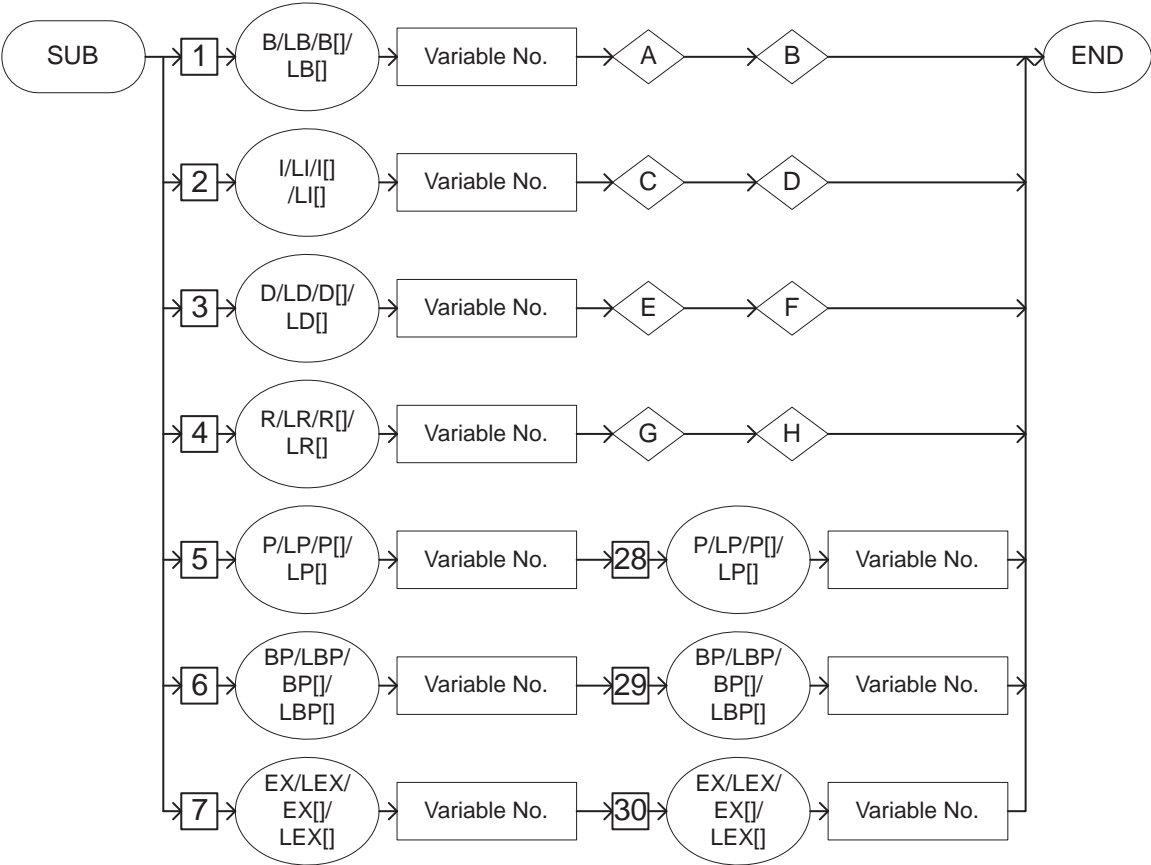 SUB
1
B/LB/B[]/
LB[]
Variable No.
A
B
END
2
I/LI/I[]
/LI[]
Variable No.
C
D
3
D/LD/D[]/
LD[]
Variable No.
E
F
4
R/LR/R[]/
LR[]
Variable No.
G
H
5
P/LP/P[]/
LP[]
Variable No.
28
P/LP/P[]/
LP[]
Variable No.
6
BP/LBP/
BP[]/
LBP[]
Variable No.
29
BP/LBP/
BP[]/
LBP[]
Variable No.
7
EX/LEX/
EX[]/
LEX[]
Variable No.
30
EX/LEX/
EX[]/
LEX[]
Variable No.